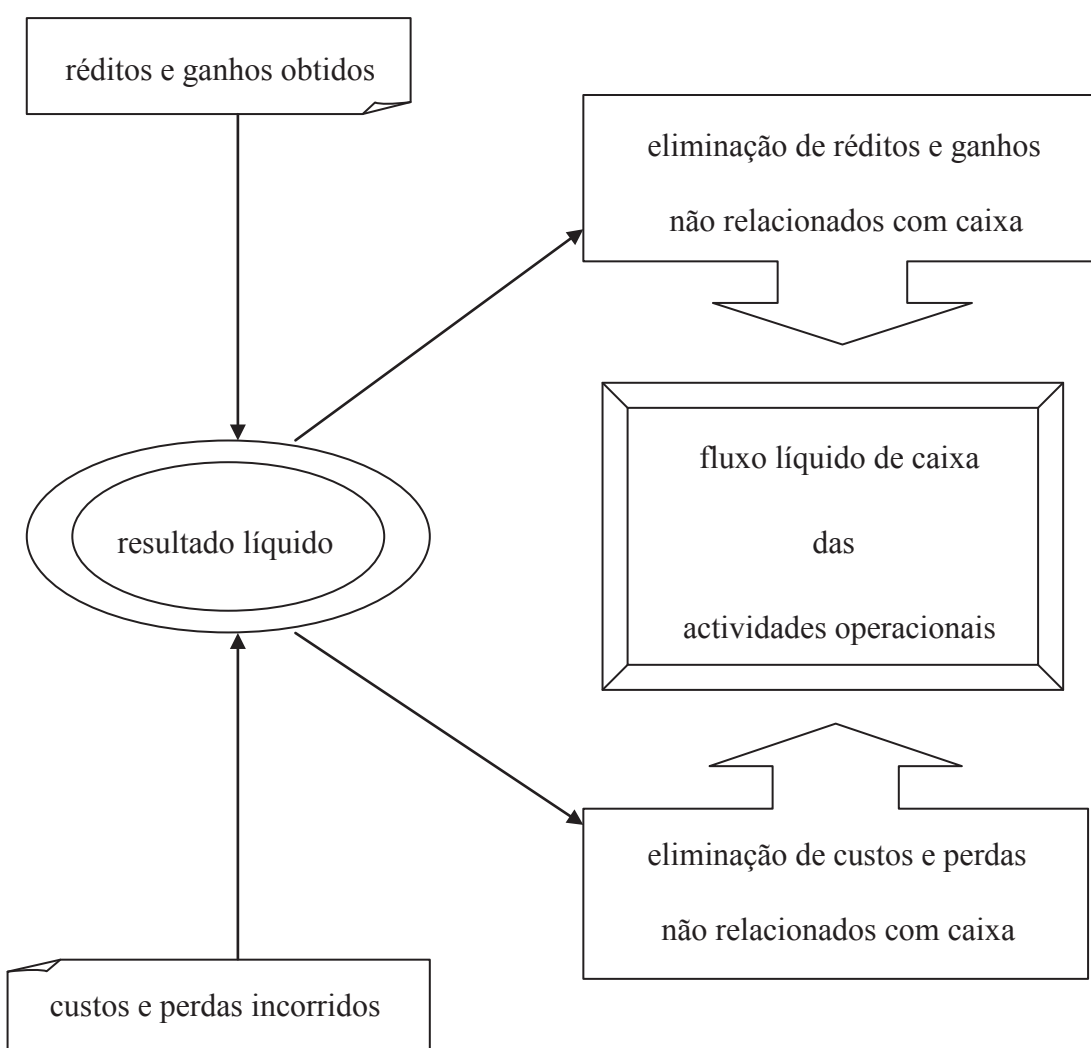 réditos e ganhos obtidos
eliminação de réditos e ganhos
não relacionados com caixa
fluxo líquido de caixa
das
actividades operacionais
resultado líquido
eliminação de custos e perdas
não relacionados com caixa
custos e perdas incorridos